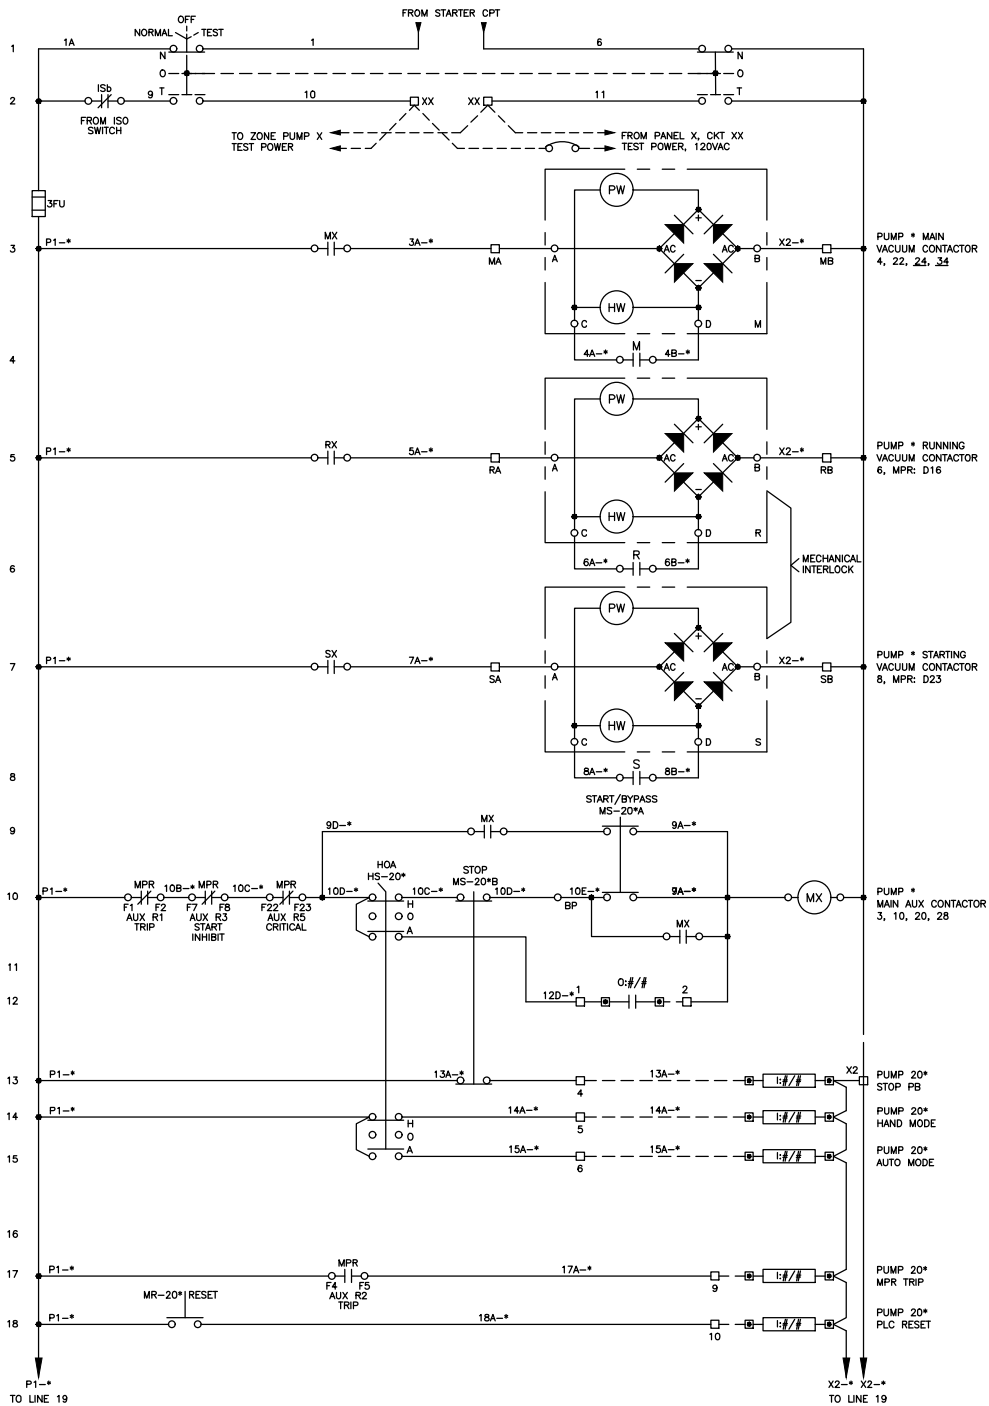 FROM STARTER CPT
OFF
NORMAL TEST
1 1A 1 6
N N
O O
2 ISb 9 T 10 XX XX 11 T
FROM ISO
SWITCH
TO ZONE PUMP X
TEST POWER
FROM PANEL X, CKT XX
TEST POWER, 120VAC
3FU
PW
+
3 P1-* MX 3A-* MA A AC AC B X2-* MB
PUMP * MAIN
VACUUM CONTACTOR
4, 22, 24, 34
-
HW
C D M
4 4A-* M 4B-*
PW
+
5 P1-* RX 5A-* RA A AC AC B X2-* RB
PUMP * RUNNING
VACUUM CONTACTOR
6, MPR: D16
-
HW
C D R
6 6A-* R 6B-*
MECHANICAL
INTERLOCK
PW
+
7 P1-* SX 7A-* SA A AC AC B X2-* SB
PUMP * STARTING
VACUUM CONTACTOR
8, MPR: D23
-
HW
C D S
8 8A-* S 8B-*
START/BYPASS
MS-20*A
9 9D-* MX 9A-*
HOA
HS-20*
STOP
MS-20*B
10 P1-* MPR 10B-* MPR 10C-* MPR 10D-* 10C-* 10D-* 10E-* 9A-* MX
F1 F2 F7 F8 F22 F23 H BP
AUX R1
TRIP
AUX R3
START
INHIBIT
AUX R5
CRITICAL
O
A
MX
PUMP *
MAIN AUX CONTACTOR
3, 10, 20, 28
11
12 12D-* 1 O:#/# 2
13 P1-* 13A-* 4 13A-* I:#/# X2
PUMP 20*
STOP PB
14 P1-* H 14A-* 5 14A-* I:#/#
O
PUMP 20*
HAND MODE
15 A 15A-* 6 15A-* I:#/#
PUMP 20*
AUTO MODE
16
17 P1-* MPR 17A-* 9 I:#/#
F4 F5
AUX R2
TRIP
PUMP 20*
MPR TRIP
MR-20* RESET
18 P1-* 18A-* 10 I:#/#
PUMP 20*
PLC RESET
P1-*
TO LINE 19
X2-* X2-*
TO LINE 19